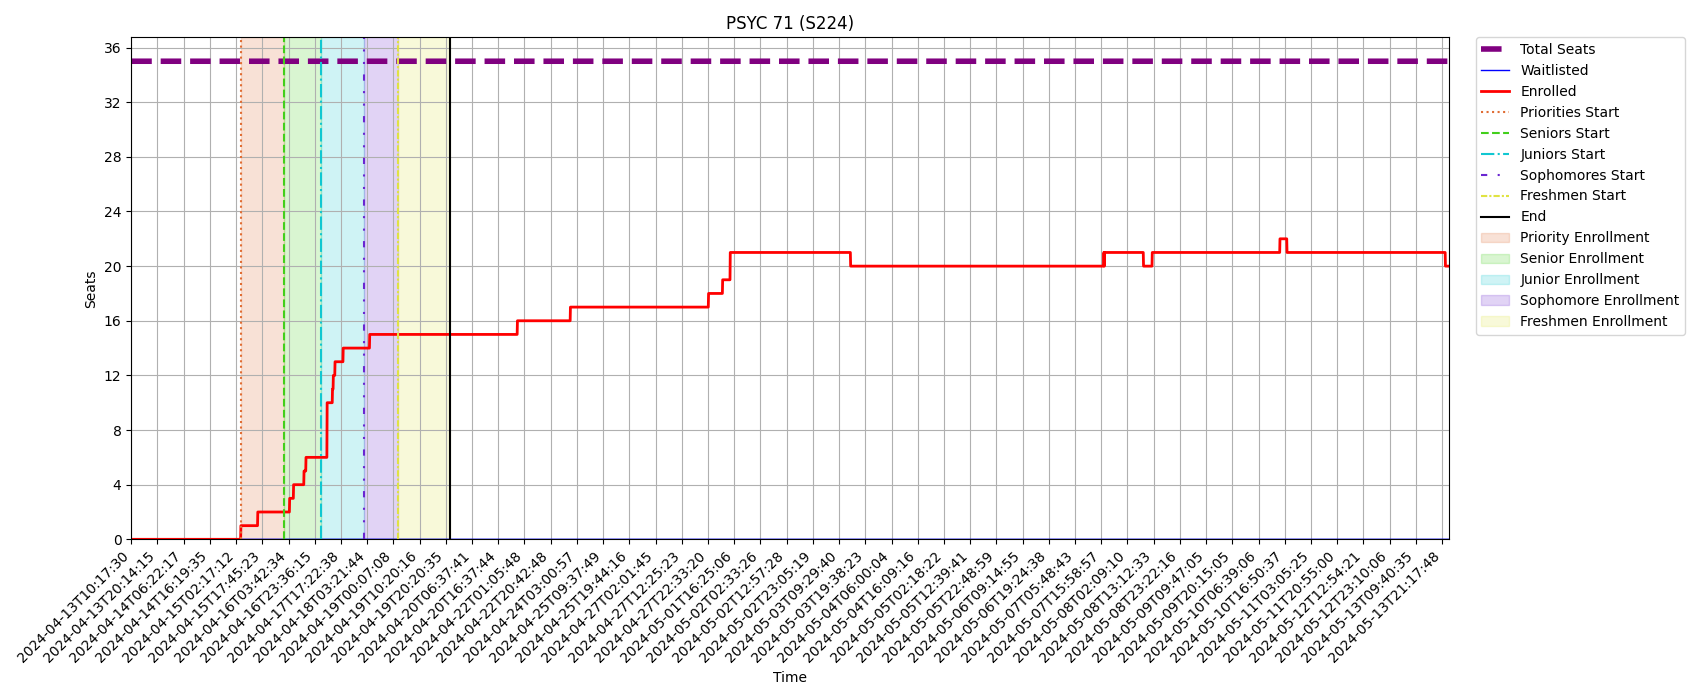 PSYC 71 (S224)
36
32
28
24
20
16
12
8
4
0
Seats
2024-04-13T10:17:30
2024-04-13T20:14:15
2024-04-14T06:22:17
2024-04-14T16:19:35
2024-04-15T02:17:12
2024-04-15T17:45:23
2024-04-16T03:42:34
2024-04-16T23:36:15
2024-04-17T17:22:38
2024-04-18T03:21:44
2024-04-19T00:07:08
2024-04-19T10:20:16
2024-04-19T20:20:35
2024-04-20T06:37:41
2024-04-20T16:37:44
2024-04-22T01:05:48
2024-04-22T20:42:48
2024-04-24T03:00:57
2024-04-25T09:37:49
2024-04-25T19:44:16
2024-04-27T02:01:45
2024-04-27T12:25:23
2024-04-27T22:33:20
2024-05-01T16:25:06
2024-05-02T02:33:26
2024-05-02T12:57:28
2024-05-02T23:05:19
2024-05-03T09:29:40
2024-05-03T19:38:23
2024-05-04T06:00:04
2024-05-04T16:09:16
2024-05-05T02:18:22
2024-05-05T12:39:41
2024-05-05T22:48:59
2024-05-06T09:14:55
2024-05-06T19:24:38
2024-05-07T05:48:43
2024-05-07T15:58:57
2024-05-08T02:09:10
2024-05-08T13:12:33
2024-05-08T23:22:16
2024-05-09T09:47:05
2024-05-09T20:15:05
2024-05-10T06:39:06
2024-05-10T16:50:37
2024-05-11T03:05:25
2024-05-11T20:55:00
2024-05-12T12:54:21
2024-05-12T23:10:06
2024-05-13T09:40:35
2024-05-13T21:17:48
Time
Total Seats
Waitlisted
Enrolled
Priorities Start
Seniors Start
Juniors Start
Sophomores Start
Freshmen Start
End
Priority Enrollment
Senior Enrollment
Junior Enrollment
Sophomore Enrollment
Freshmen Enrollment